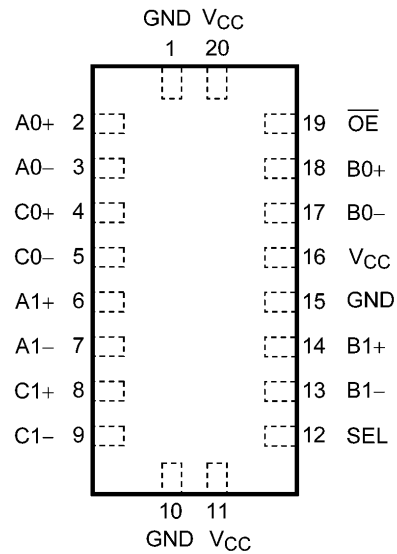 GND VCC
1 20
A0+ 2 19 OE
A0− 3 18 B0+
C0+ 4 17 B0−
C0− 5 16 VCC
A1+ 6 15 GND
A1− 7 14 B1+
C1+ 8 13 B1−
C1− 9 12 SEL
10 11
GND VCC